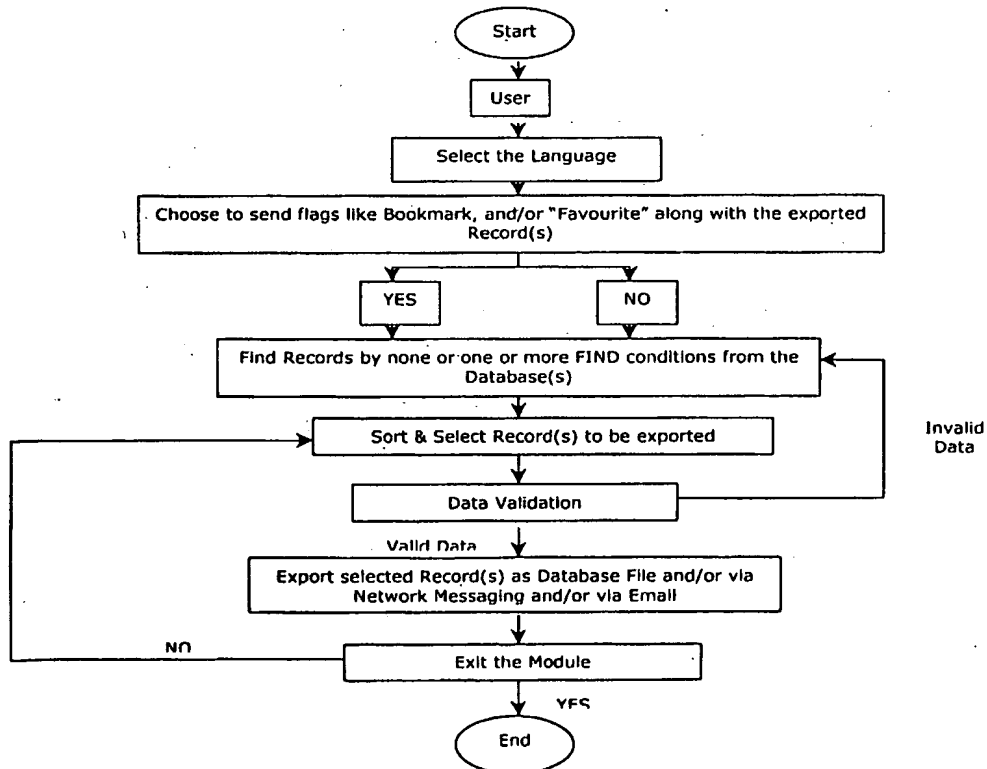 Start
User
Select the Language
Choose to send flags like Bookmark, and/or "Favourite" along with the exported
Record(s)
YES
NO
Find Records by none or one or more FIND conditions from the
Database(s)
Sort & Select Record(s) to be exported
Invalid
Data
Data Validation
Valid Data
Export selected Record(s) as Database File and/or via
Network Messaging and/or via Email
NO
Exit the Module
YES
End